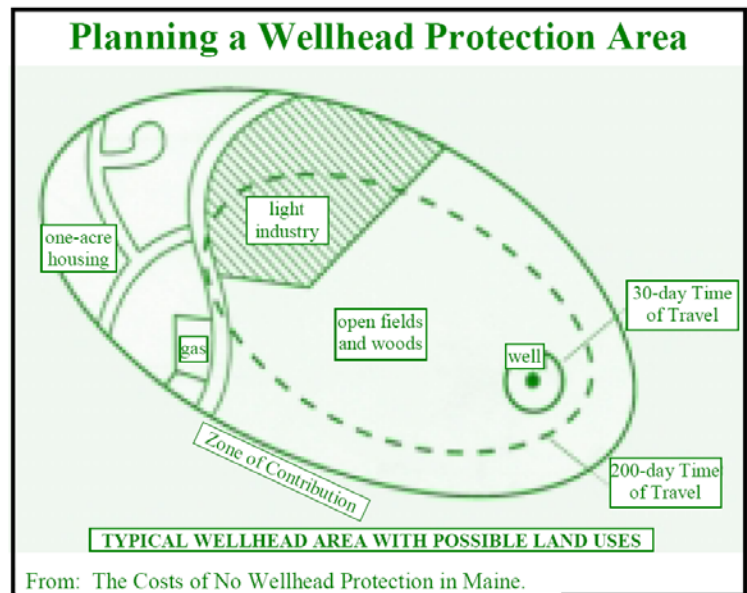 Planning a Wellhead Protection Area
one-acre
housing
light
industry
gas
open fields
and woods
well
30-day Time
of Travel
200-day Time
of Travel
Zone of Contribution
TYPICAL WELLHEAD AREA WITH POSSIBLE LAND USES
From: The Costs of No Wellhead Protection in Maine.